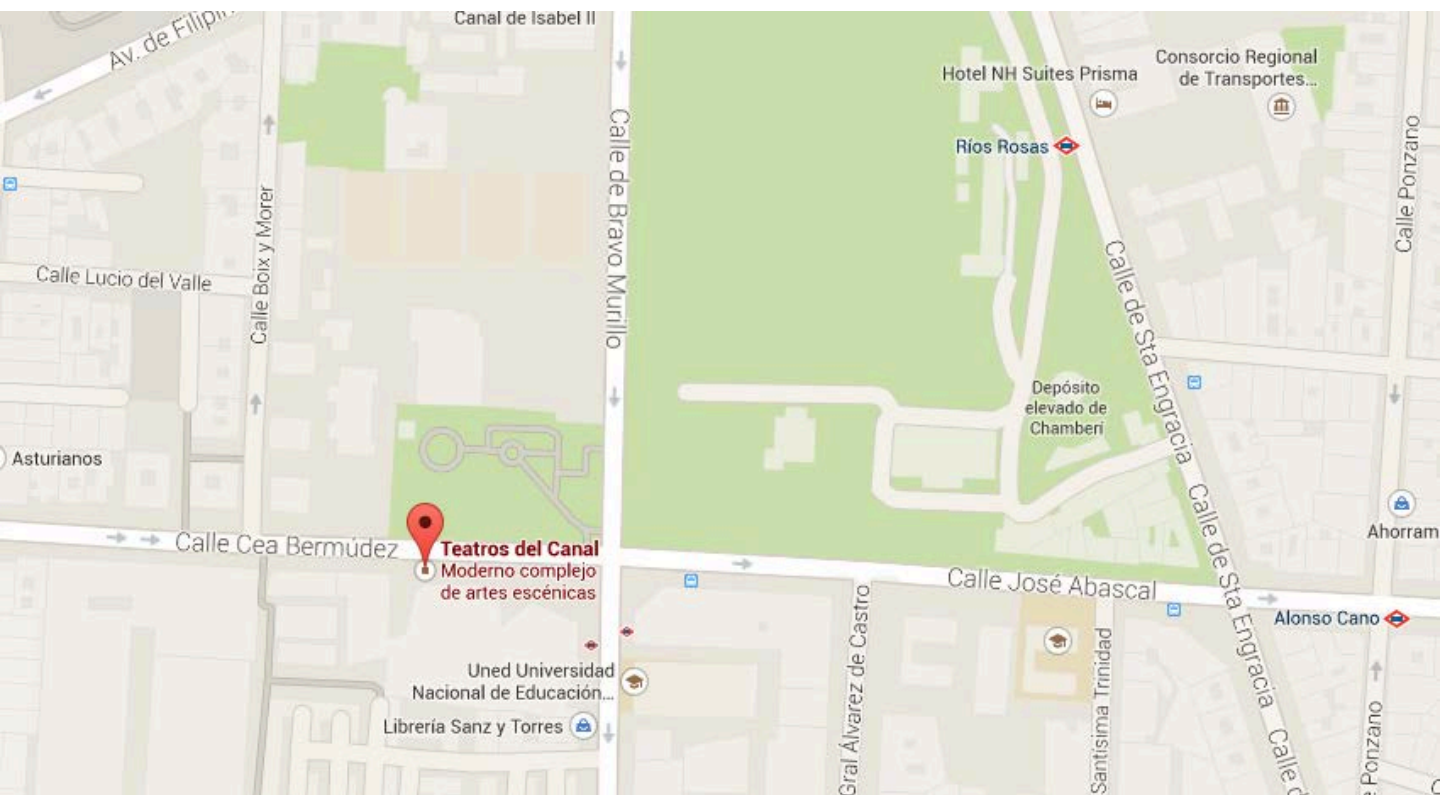 Canal de Isabel II
Av. de Filipin
Hotel NH Suites Prisma
Consorcio Regional
de Transportes...
Ríos Rosas
Calle Ponzano
Calle de Bravo Murillo
Calle Boix y Morer
Calle Lucio del Valle
Calle de Sta Engracia
Depósito
elevado de
Chamberí
Asturianos
Ahorram
Calle Cea Bermúdez
Teatros del Canal
Moderno complejo
de artes escénicas
Calle de Sta Engracia
Calle José Abascal
Alonso Cano
Uned Universidad
Nacional de Educación...
Librería Sanz y Torres
Gral Álvarez de Castro
Santísima Trinidad
Calle d
e Ponzano
C